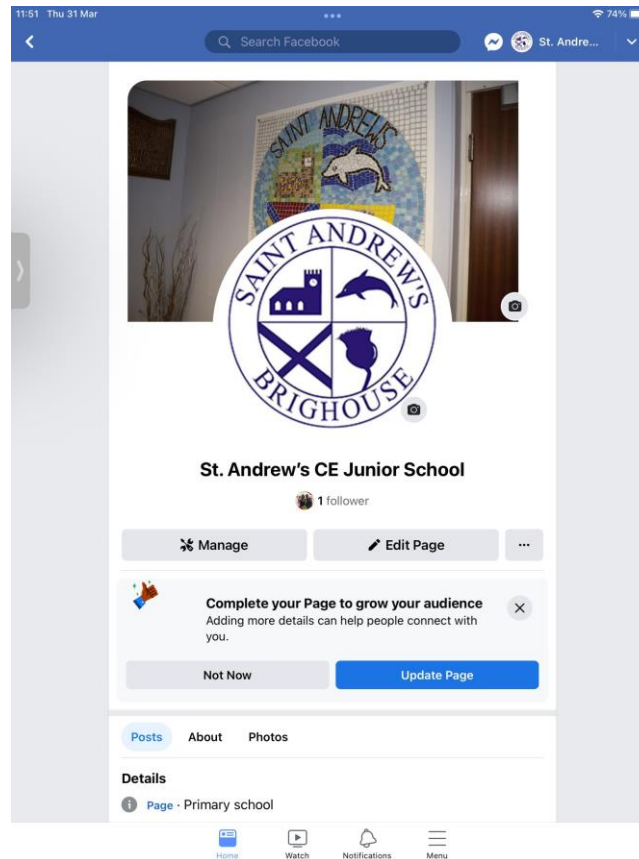 11:51 Thu 31 Mar
74%
Search Facebook
St. Andre...
SAINT ANDREWS
SAINT ANDREW'S
BRIGHOUSE
St. Andrew's CE Junior School
1 follower
Manage
Edit Page
Complete your Page to grow your audience
Adding more details can help people connect with
you.
Not Now
Update Page
Posts About Photos
Details
Page · Primary school
Home Watch Notifications Menu